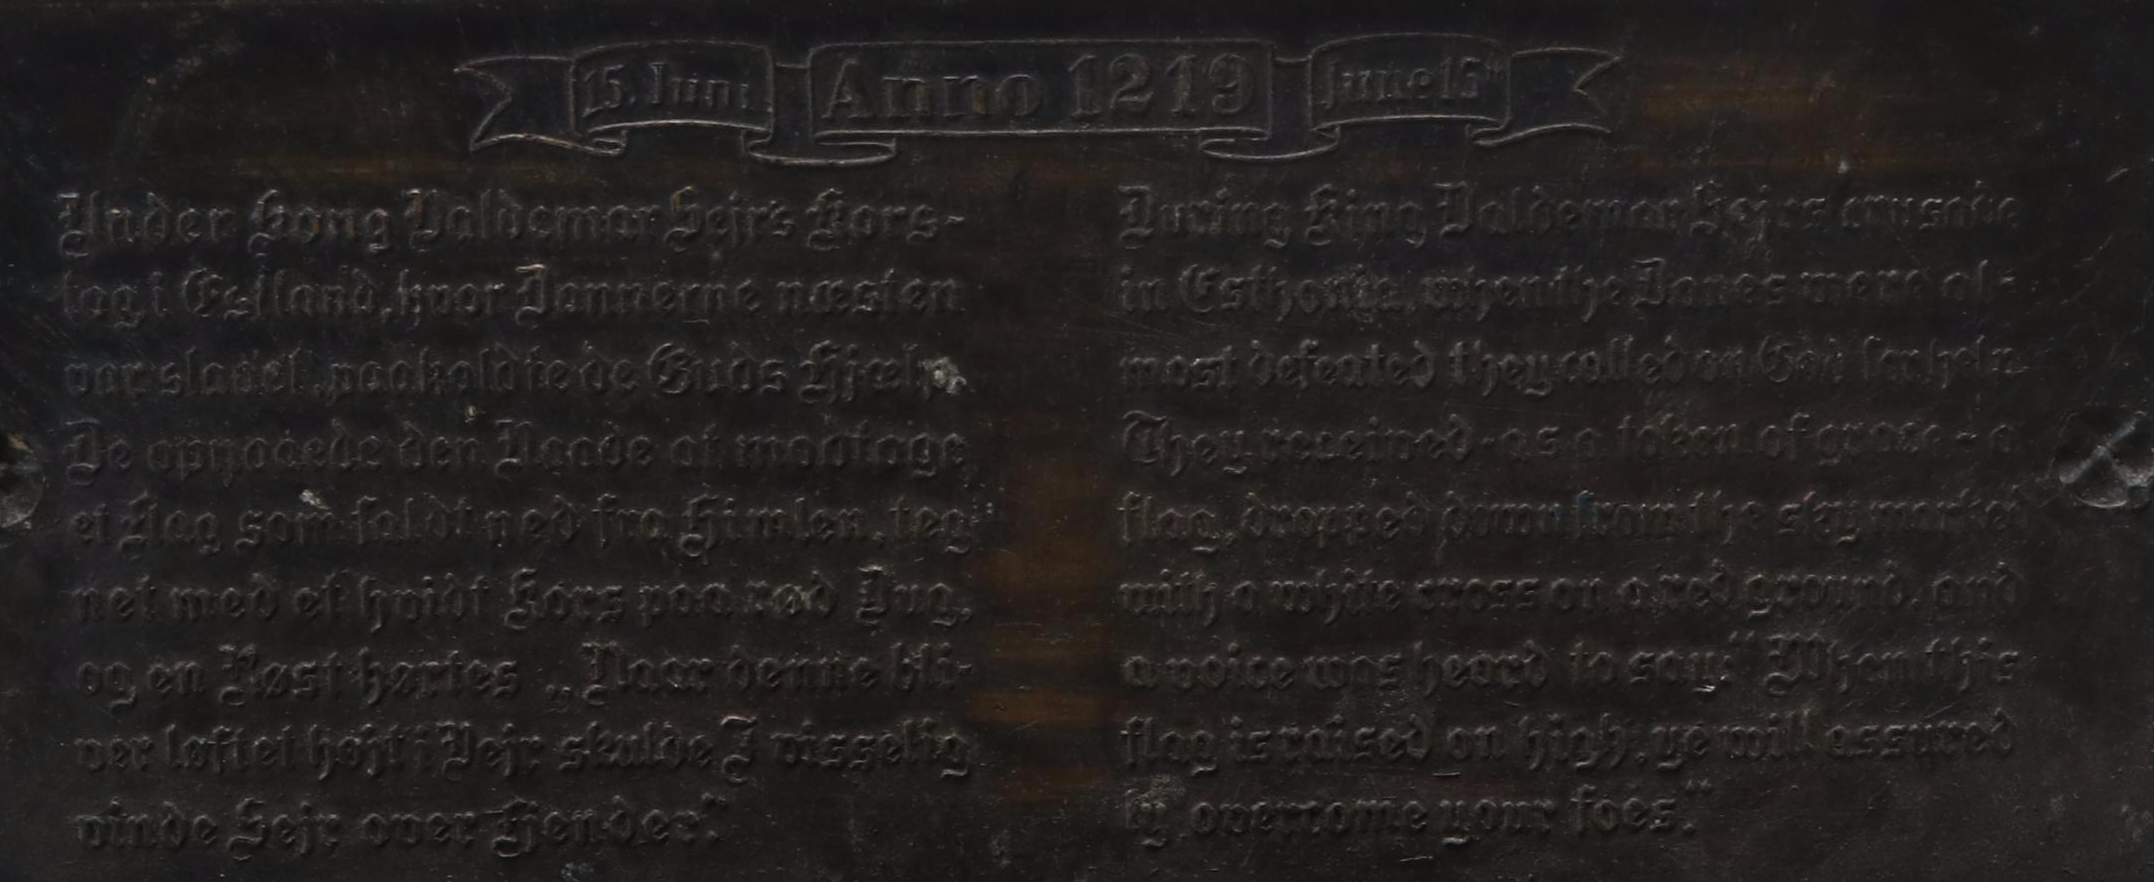 15. Juni Anno 1219 June 15th
Under Kong Valdemar Sejrs Kors-
tog i Estland, hvor Dannerne næsten
var slaaet, paakaldte de Guds Hjælp.
De opnaaede den Naade at modtage
et Flag som faldt ned fra Himlen, teg-
net med et hvidt Kors paa rød Dug,
og en Røst hørtes „Naar denne bli-
ver løftet højt i Vejr skulde I visselig
vinde Sejr over Fjender.“
During King Valdemar Sejrs crusade
in Esthonia, when the Danes were al-
most defeated they called on God for help.
They received - as a token of grace - a
flag, dropped down from the sky marked
with a white cross on a red ground, and
a voice was heard to say: "When this
flag is raised on high, ye will assured
ly overcome your foes."